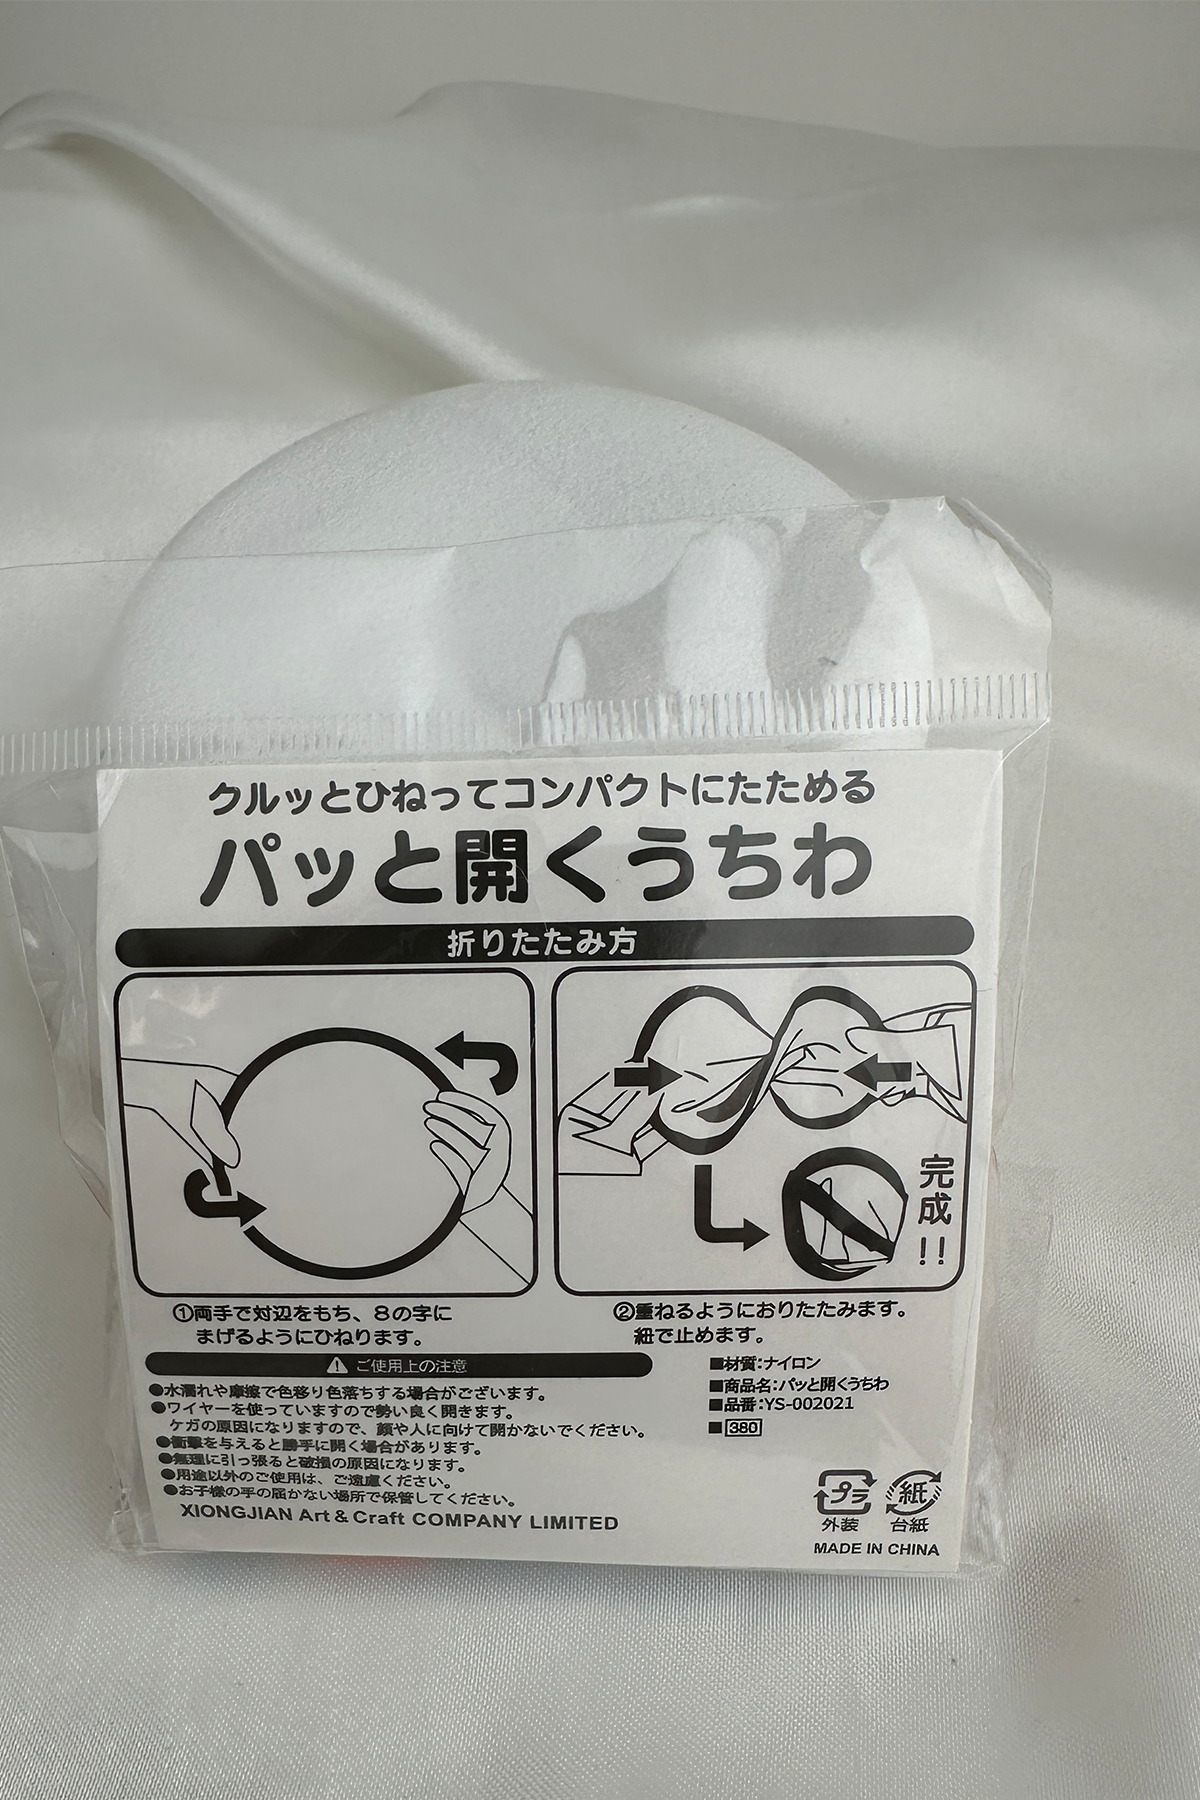 クルッとひねってコンパクトにたためる
パッと開くうちわ
折りたたみ方
完成!!
①両手で対辺をもち、8の字に
まげるようにひねります。
②重ねるようにおりたたみます。
紐で止めます。
ご使用上の注意
●水濡れや摩擦で色移り色落ちする場合がございます。
●ワイヤーを使っていますので勢い良く開きます。
ケガの原因になりますので、顔や人に向けて開かないでください。
●衝撃を与えると勝手に開く場合があります。
●無理に引っ張ると破損の原因になります。
●用途以外のご使用は、ご遠慮ください。
●お子様の手の届かない場所で保管してください。
XIONGJIAN Art & Craft COMPANY LIMITED
■材質:ナイロン
■商品名:パッと開くうちわ
■品番:YS-002021
■380
プラ 紙
外装 台紙
MADE IN CHINA